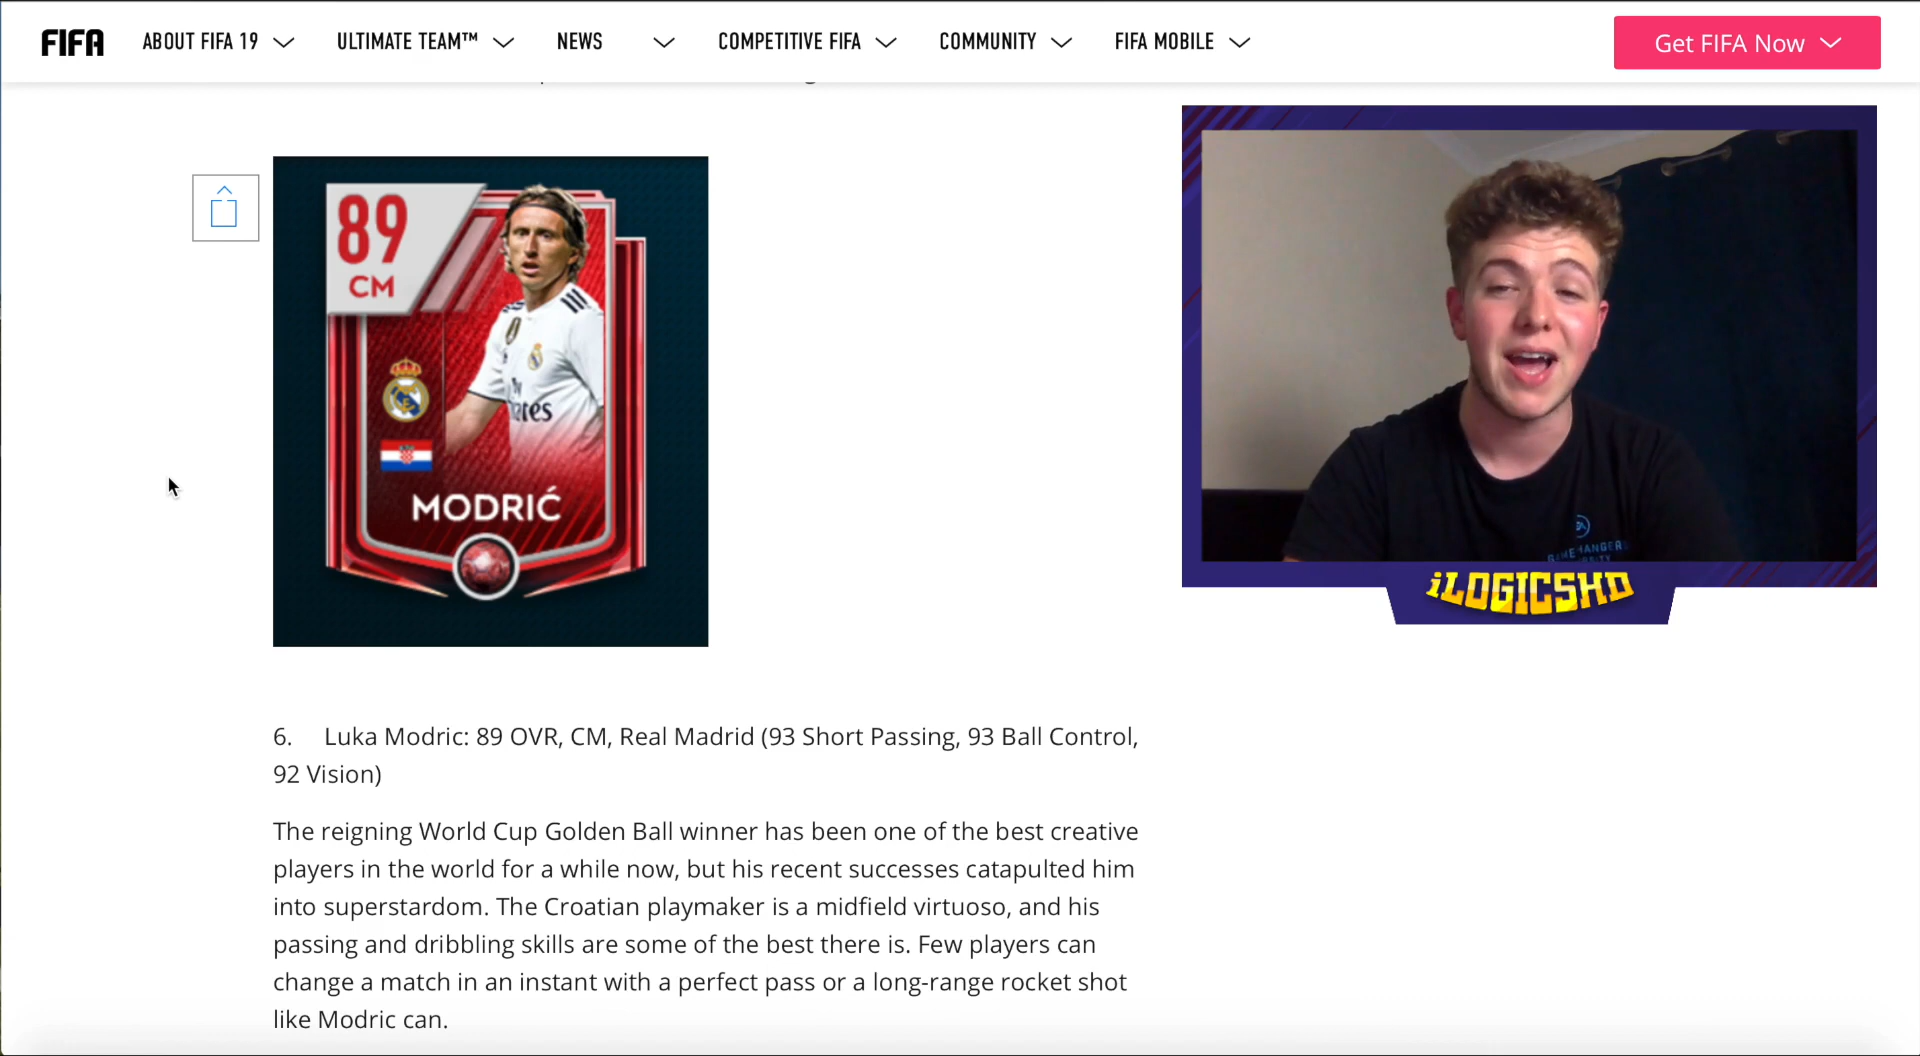 FIFA ABOUT FIFA 19 ULTIMATE TEAM™ NEWS COMPETITIVE FIFA COMMUNITY FIFA MOBILE Get FIFA Now
89
CM
MODRIĆ
iLOGICSHD
6. Luka Modric: 89 OVR, CM, Real Madrid (93 Short Passing, 93 Ball Control,
92 Vision)
The reigning World Cup Golden Ball winner has been one of the best creative
players in the world for a while now, but his recent successes catapulted him
into superstardom. The Croatian playmaker is a midfield virtuoso, and his
passing and dribbling skills are some of the best there is. Few players can
change a match in an instant with a perfect pass or a long-range rocket shot
like Modric can.